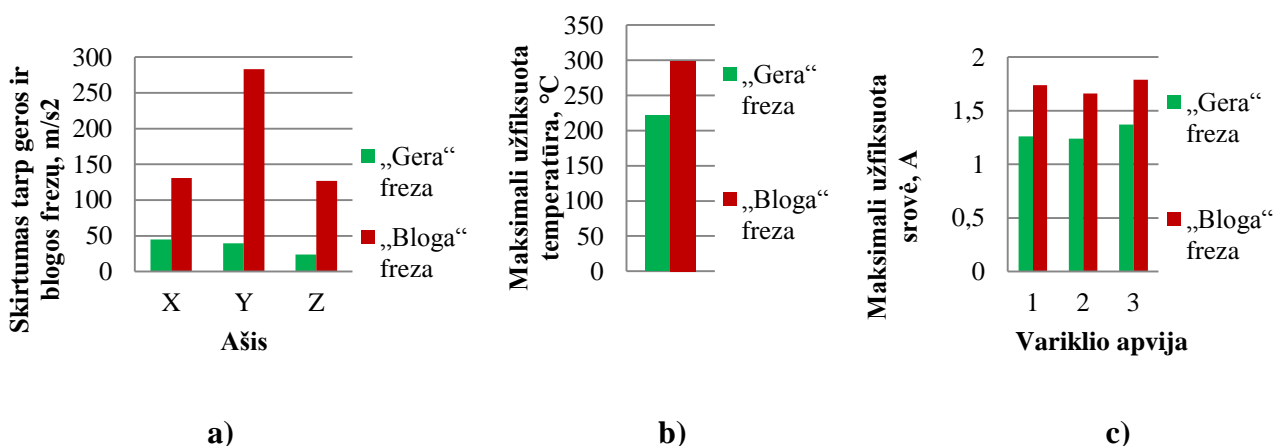 Skirtumas tarp geros ir
blogos frezų, m/s2
300
250
200
150
100
50
0
X Y Z
Ašis
„Gera“
freza
„Bloga“
freza
a)
Maksimali užfiksuota
temperatūra, °C
350
300
250
200
150
100
50
0
„Gera“
freza
„Bloga“
freza
b)
Maksimali užfiksuota
srovė, A
2
1,5
1
0,5
0
1 2 3
Variklio apvija
„Gera“
freza
„Bloga“
freza
c)